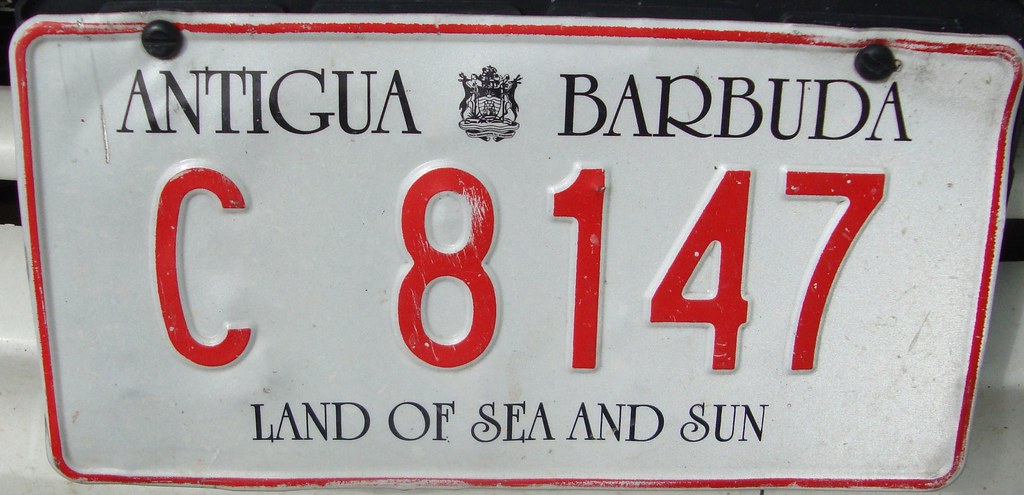 ANTIGUA BARBUDA
C 8147
LAND OF SEA AND SUN